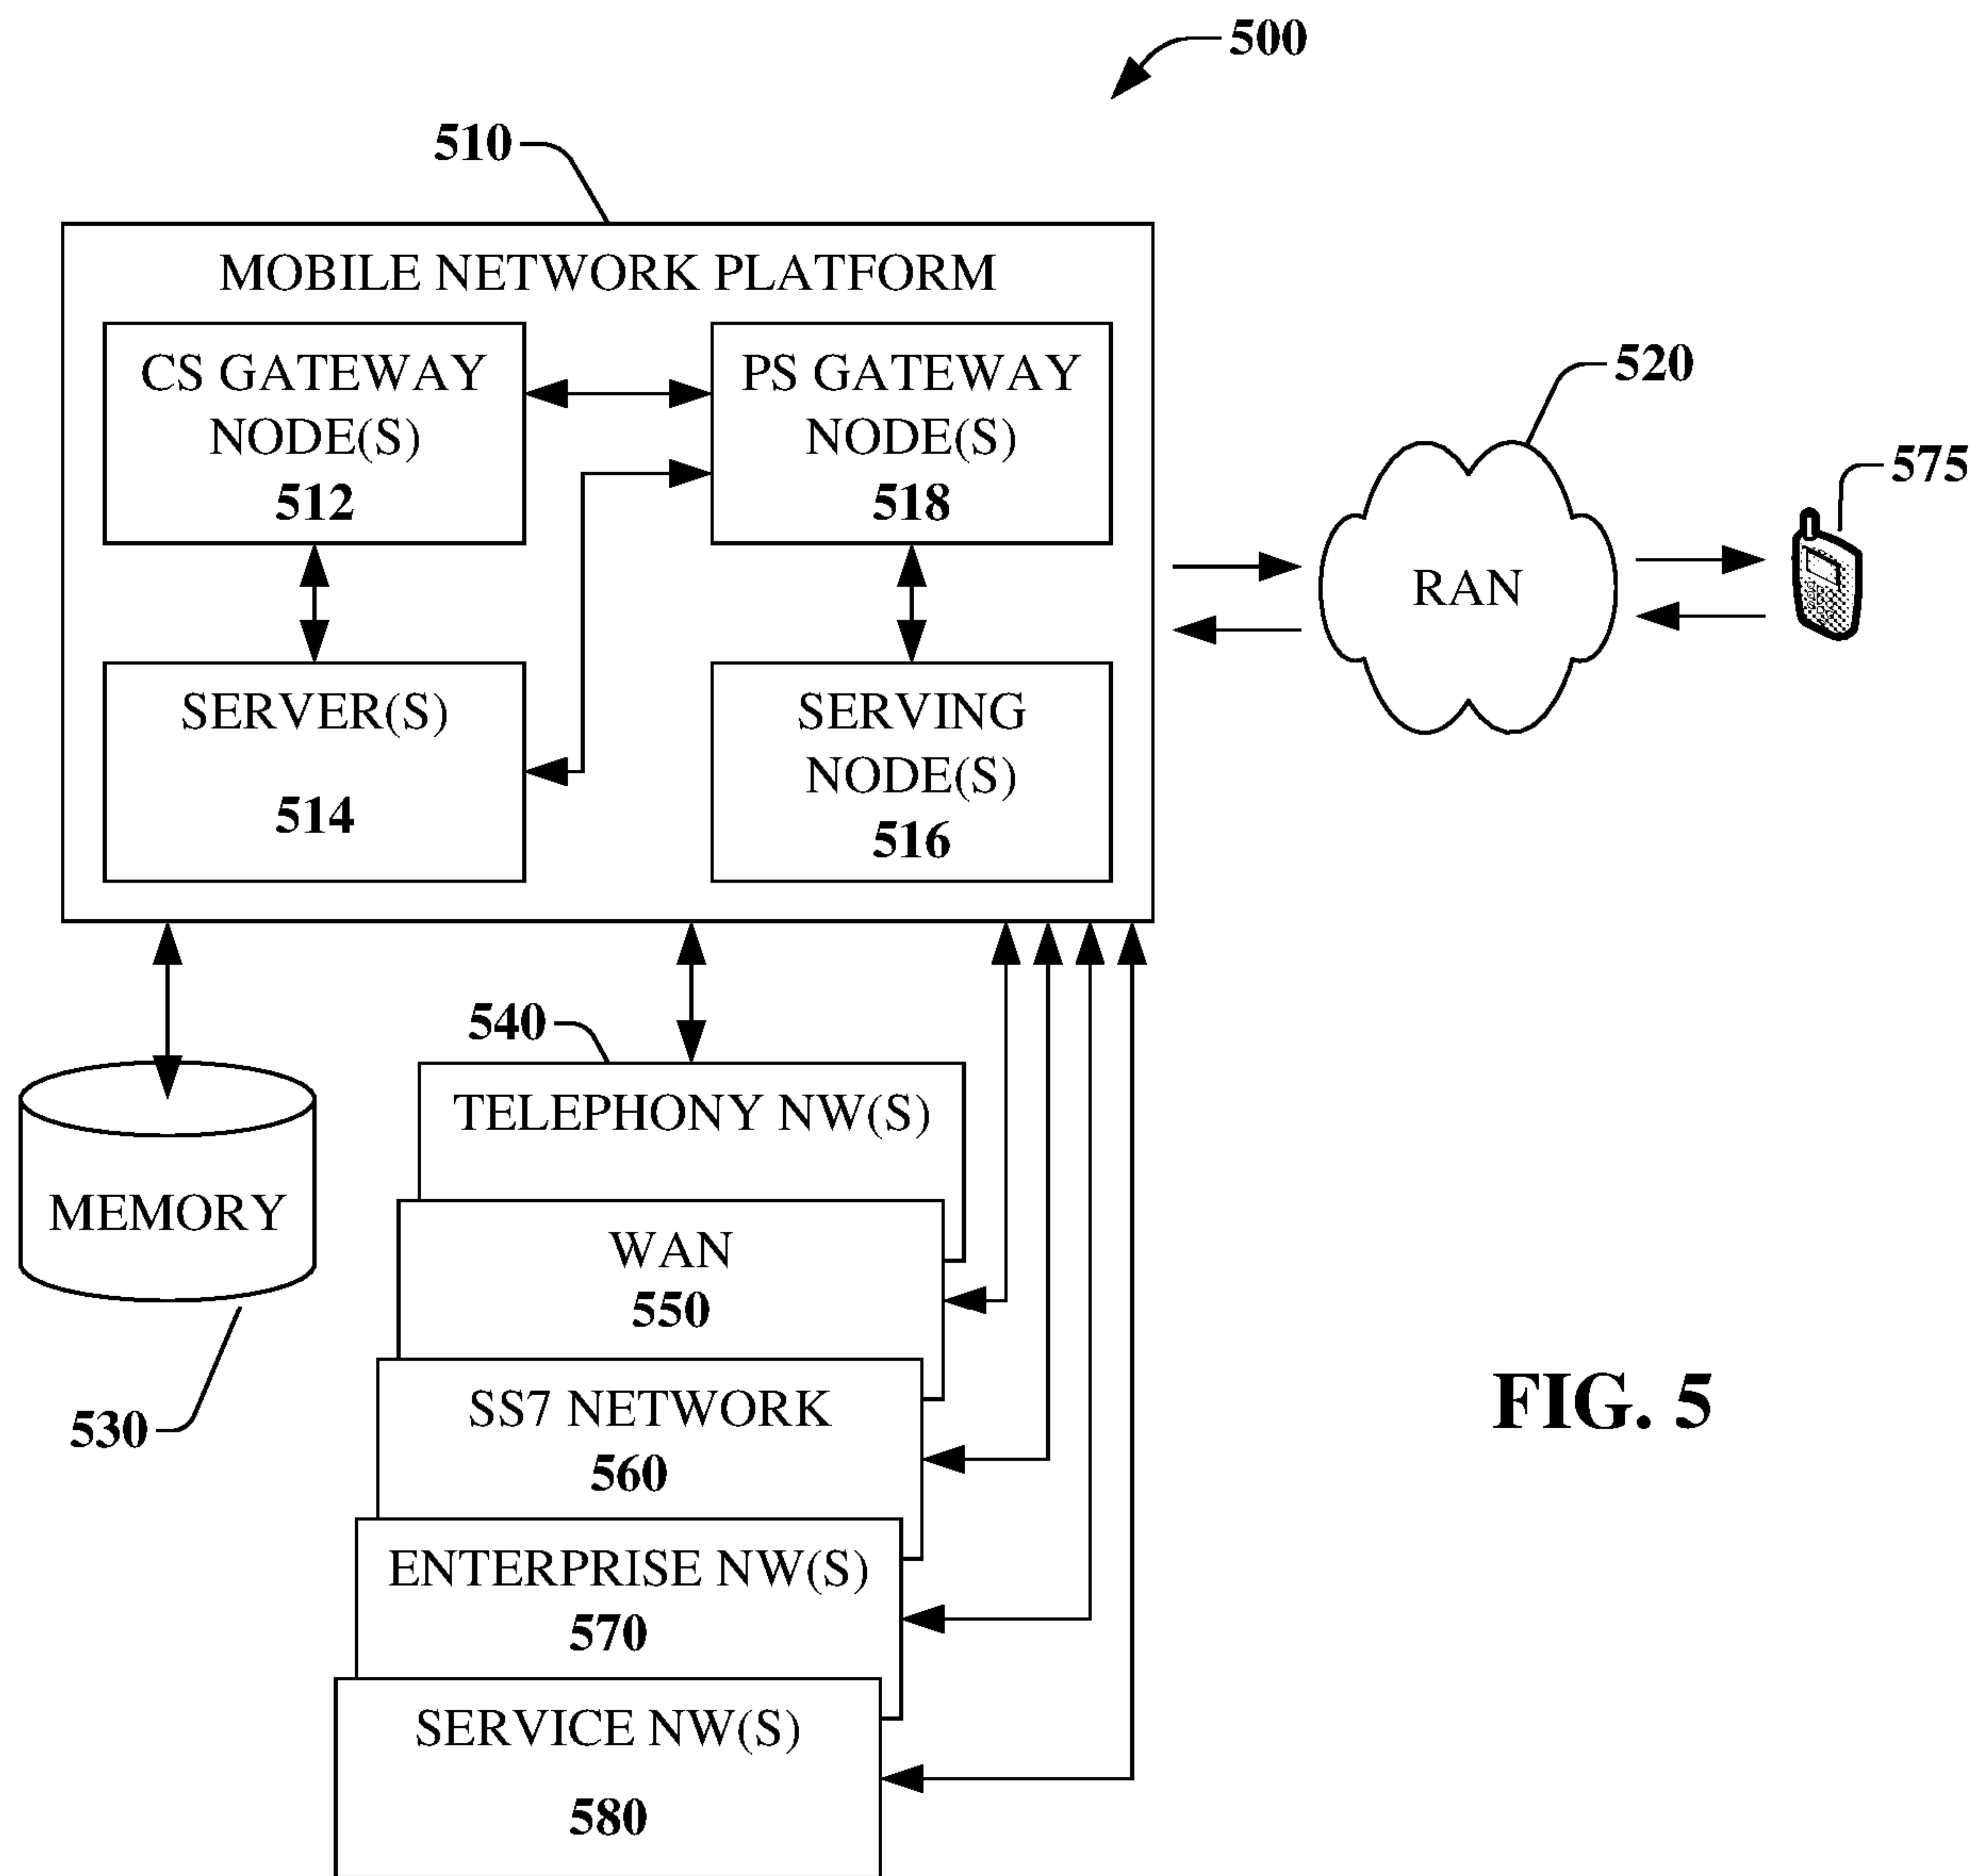 500
510
MOBILE NETWORK PLATFORM
CS GATEWAY
NODE(S)
512
PS GATEWAY
NODE(S)
518
SERVER(S)
514
SERVING
NODE(S)
516
520
RAN
575
540
TELEPHONY NW(S)
MEMORY
530
WAN
550
SS7 NETWORK
560
ENTERPRISE NW(S)
570
SERVICE NW(S)
580
FIG. 5